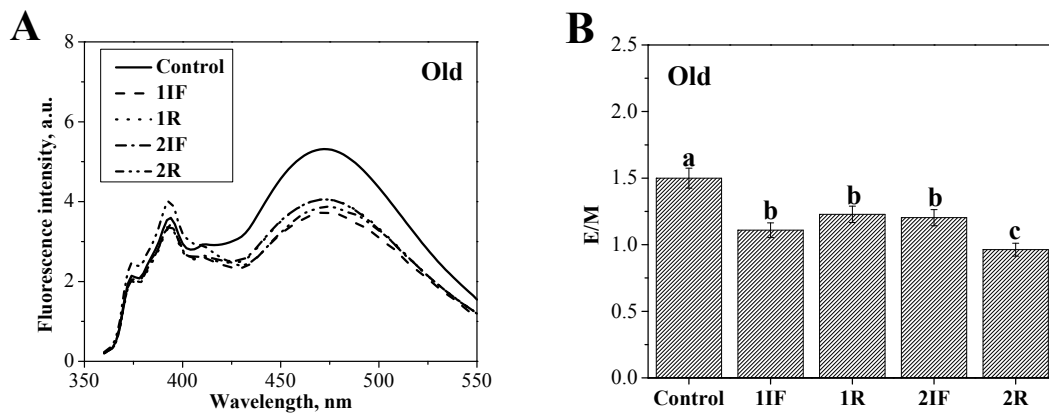 A
8
6
4
2
0
Fluorescence intensity, a.u.
Control
1IF
1R
2IF
2R
Old
350 400 450 500 550
Wavelength, nm
B
2.5
2.0
1.5
1.0
0.5
0.0
E/M
Old
a
b
b
b
c
Control 1IF 1R 2IF 2R